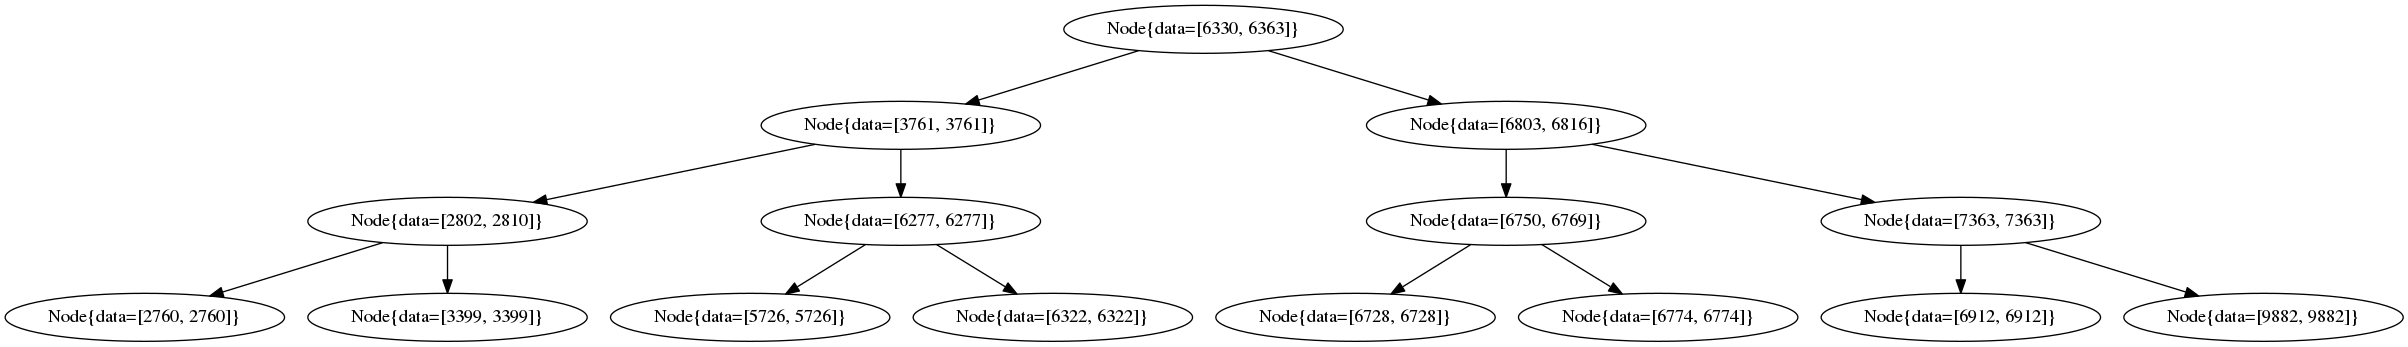 Node{data=[6330, 6363]}
Node{data=[3761, 3761]}
Node{data=[6803, 6816]}
Node{data=[2802, 2810]}
Node{data=[6277, 6277]}
Node{data=[6750, 6769]}
Node{data=[7363, 7363]}
Node{data=[2760, 2760]}
Node{data=[3399, 3399]}
Node{data=[5726, 5726]}
Node{data=[6322, 6322]}
Node{data=[6728, 6728]}
Node{data=[6774, 6774]}
Node{data=[6912, 6912]}
Node{data=[9882, 9882]}